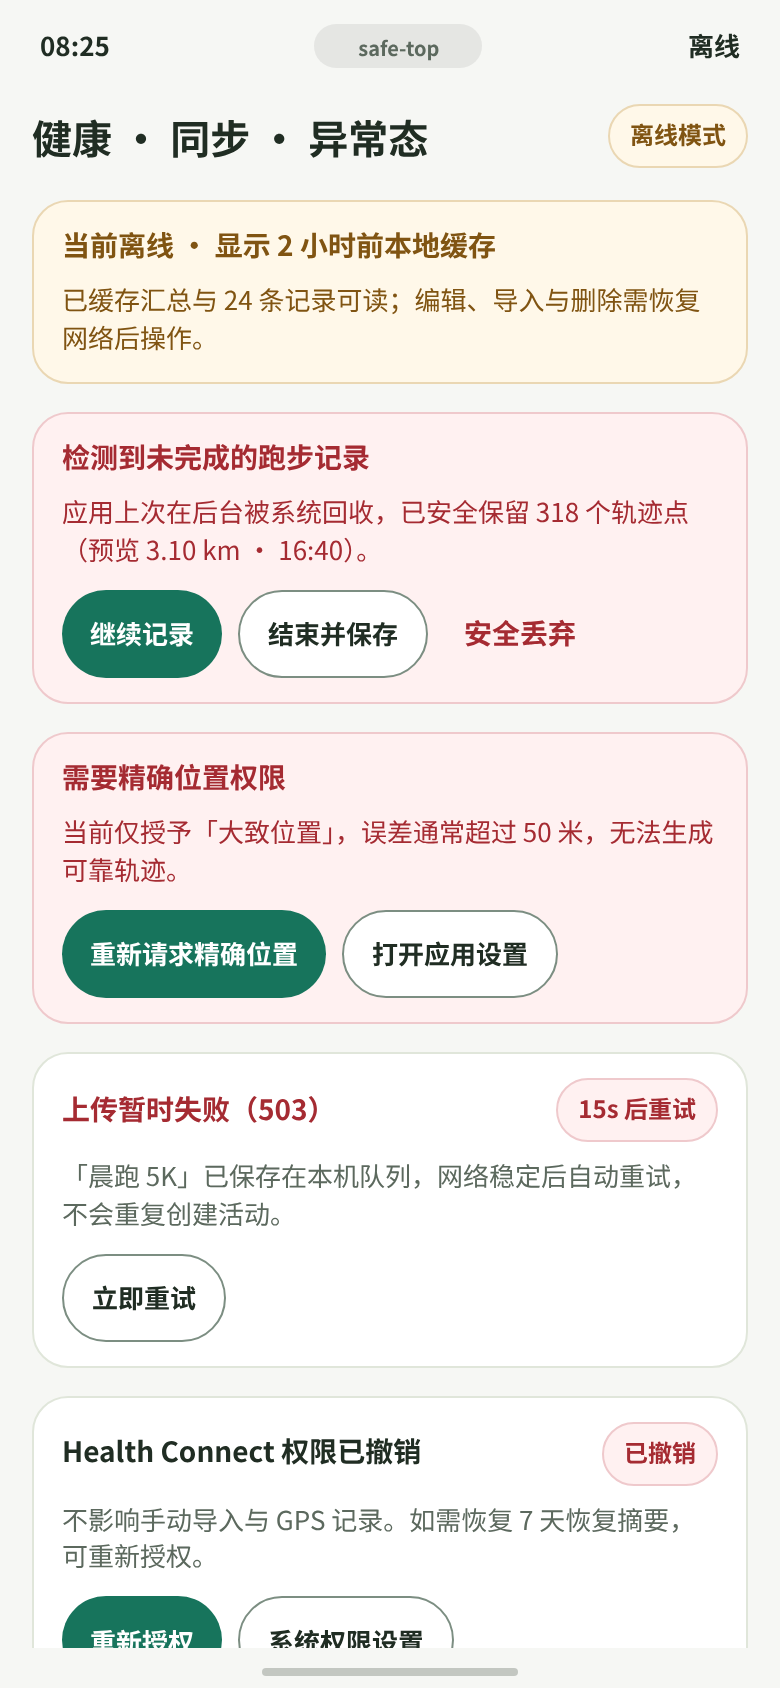 08:25
safe-top
离线
健康 · 同步 · 异常态
离线模式
当前离线 · 显示 2 小时前本地缓存
已缓存汇总与 24 条记录可读；编辑、导入与删除需恢复
网络后操作。
检测到未完成的跑步记录
应用上次在后台被系统回收，已安全保留 318 个轨迹点
（预览 3.10 km · 16:40）。
继续记录
结束并保存
安全丢弃
需要精确位置权限
当前仅授予「大致位置」，误差通常超过 50 米，无法生成
可靠轨迹。
重新请求精确位置
打开应用设置
上传暂时失败（503）
15s 后重试
「晨跑 5K」已保存在本机队列，网络稳定后自动重试，
不会重复创建活动。
立即重试
Health Connect 权限已撤销
已撤销
不影响手动导入与 GPS 记录。如需恢复 7 天恢复摘要，
可重新授权。
重新授权
系统权限设置